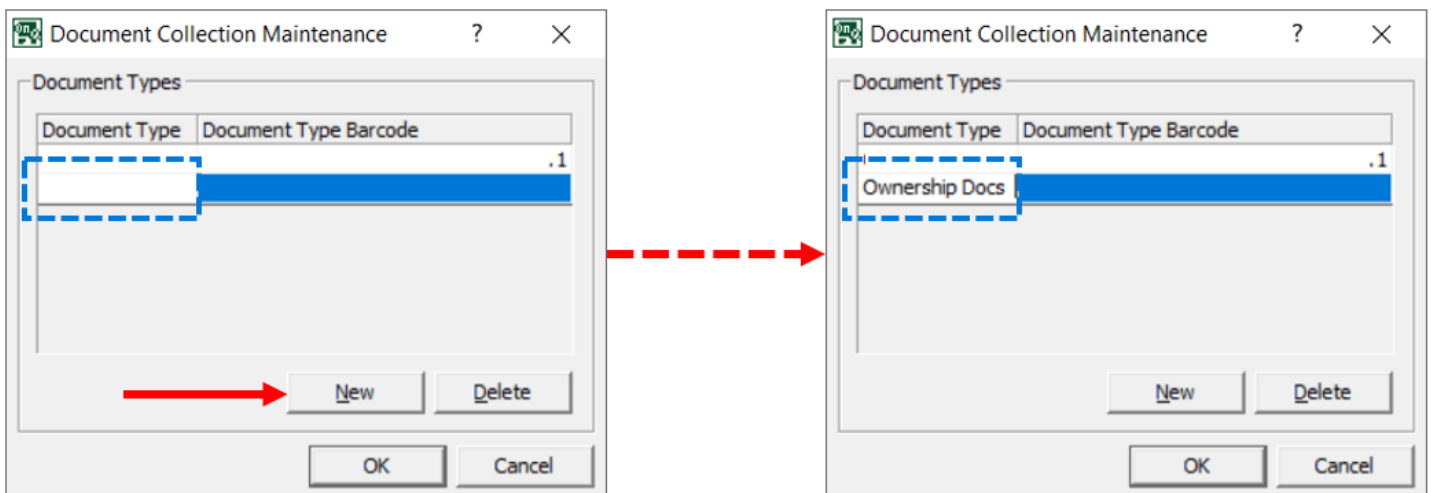 Document Collection Maintenance ? ×
Document Types
Document Type Document Type Barcode
.1
New Delete
OK Cancel
Document Collection Maintenance ? ×
Document Types
Document Type Document Type Barcode
.1
Ownership Docs
New Delete
OK Cancel